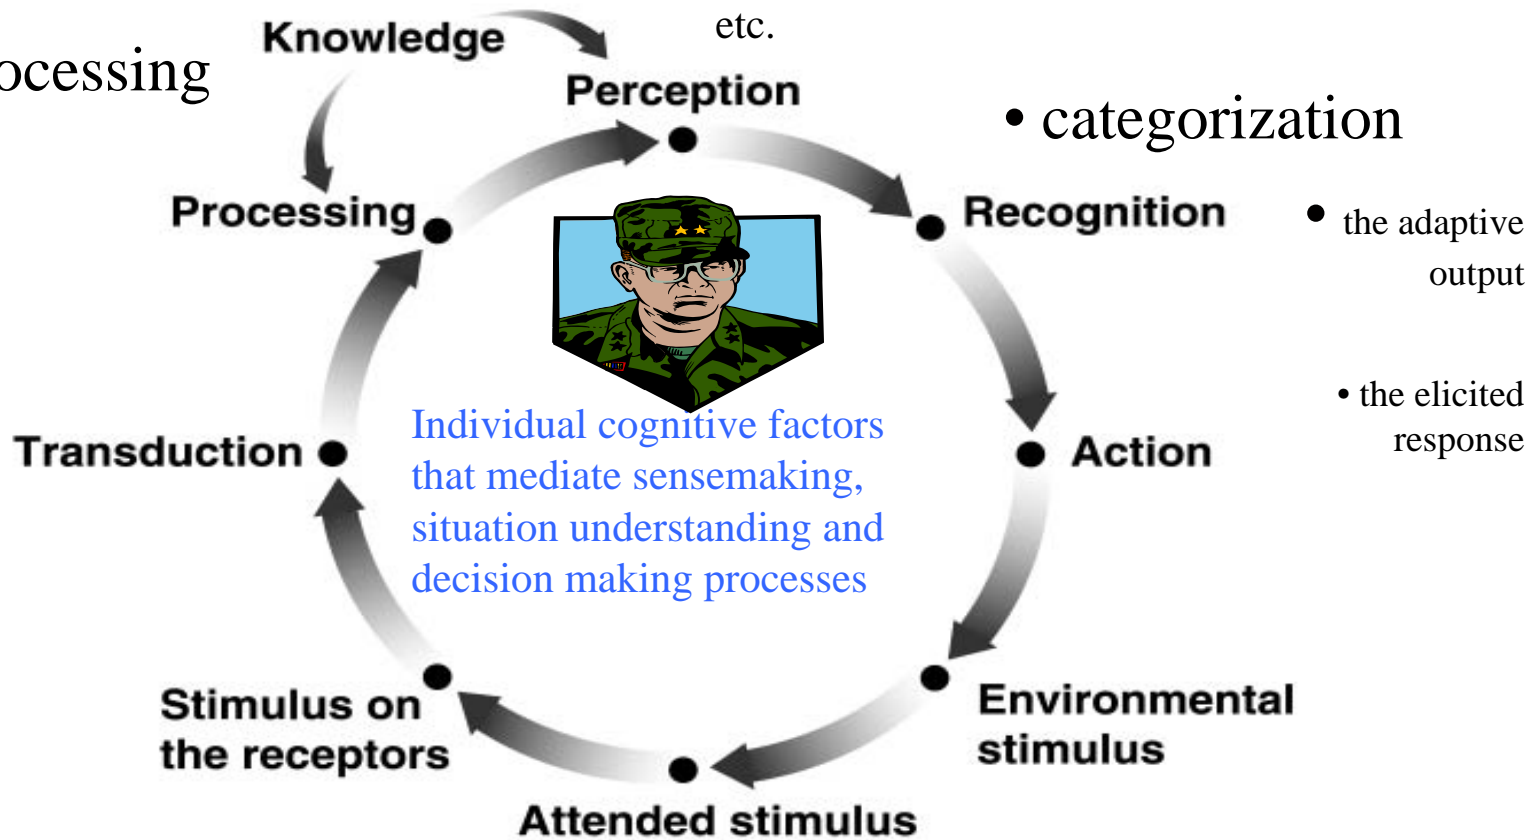 etc.
Knowledge
ocessing
Perception
• categorization
Processing
Recognition
• the adaptive
output
• the elicited
response
Individual cognitive factors
that mediate sensemaking,
situation understanding and
decision making processes
Transduction
Action
Stimulus on
the receptors
Environmental
stimulus
Attended stimulus